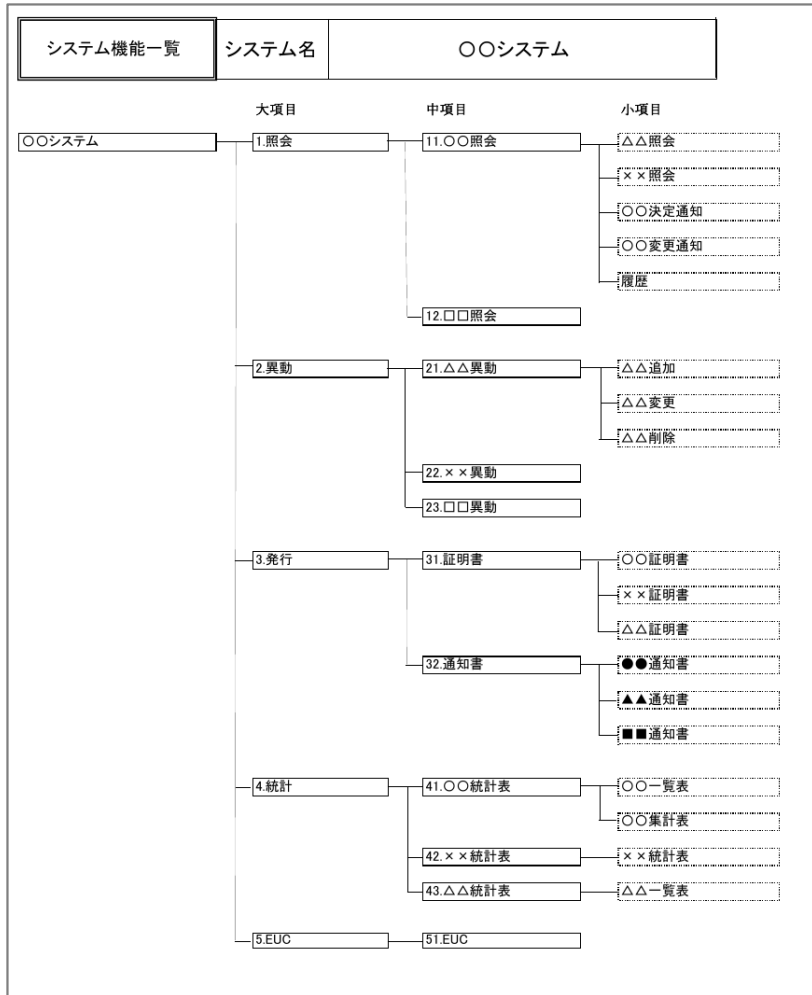 システム機能一覧 システム名 〇〇システム
大項目 中項目 小項目
〇〇システム 1.照会 11.〇〇照会 △△照会
××照会
〇〇決定通知
〇〇変更通知
履歴
12.□□照会
2.異動 21.△△異動 △△追加
△△変更
△△削除
22.××異動
23.□□異動
3.発行 31.証明書 〇〇証明書
××証明書
△△証明書
32.通知書 ●●通知書
▲▲通知書
■■通知書
4.統計 41.〇〇統計表 〇〇一覧表
〇〇集計表
42.××統計表 ××統計表
43.△△統計表 △△一覧表
5.EUC 51.EUC